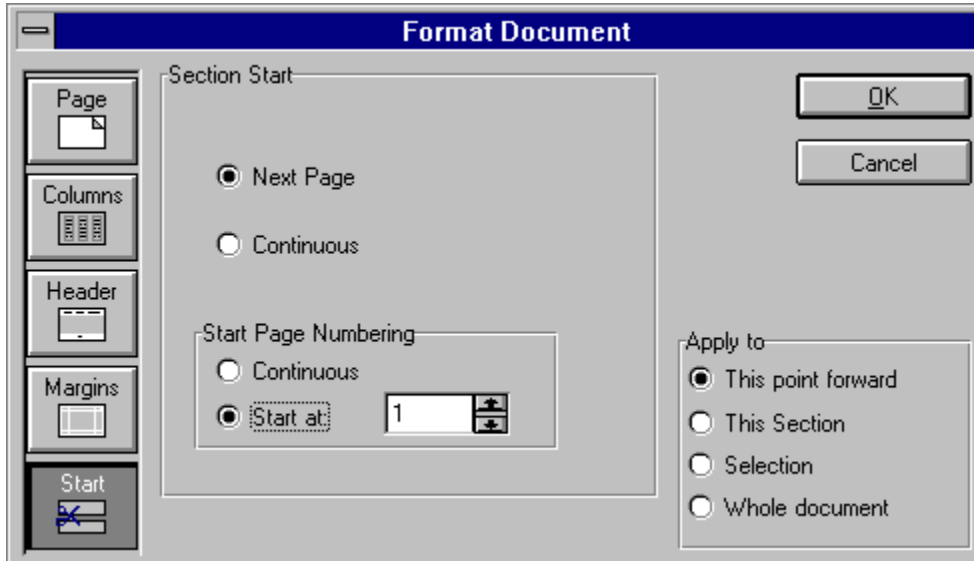 Format Document
Page
Columns
Header
Margins
Start
Section Start
Next Page
Continuous
Start Page Numbering
Continuous
Start at:
1
OK
Cancel
Apply to
This point forward
This Section
Selection
Whole document